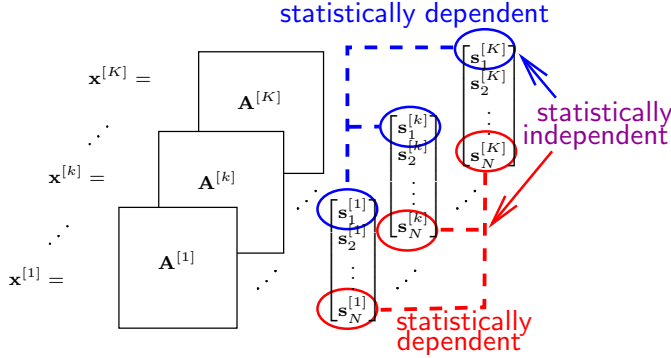 statistically dependent
x^[K] = A^[K] s_1^[K]
s_2^[K]
⋮
s_N^[K]
statistically
independent
x^[k] = A^[k] s_1^[k]
s_2^[k]
⋮
s_N^[k]
x^[1] = A^[1] s_1^[1]
s_2^[1]
⋮
s_N^[1]
statistically
dependent